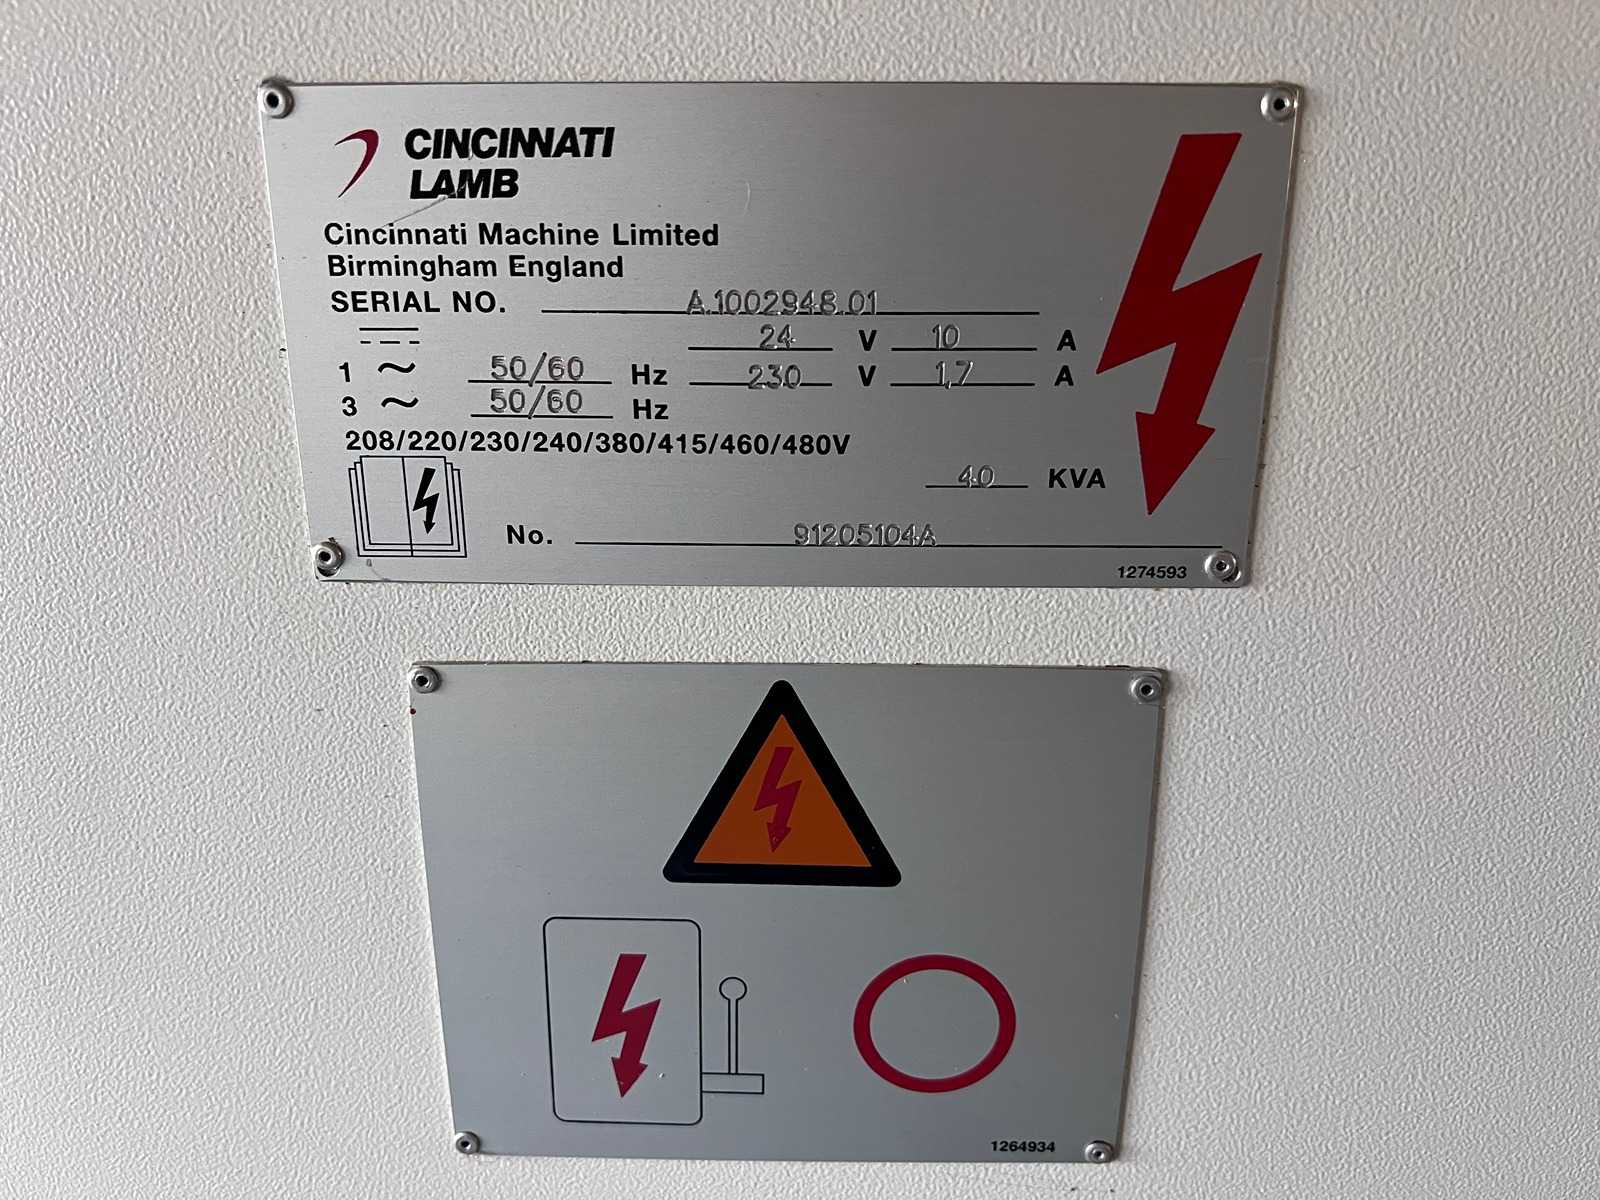 CINCINNATI
LAMB
Cincinnati Machine Limited
Birmingham England
SERIAL NO. A.1002948.01
24 V 10 A
1 ~ 50/60 Hz 230 V 1,7 A
3 ~ 50/60 Hz
208/220/230/240/380/415/460/480V
40 KVA
No. 91205104A
1274593
1264934